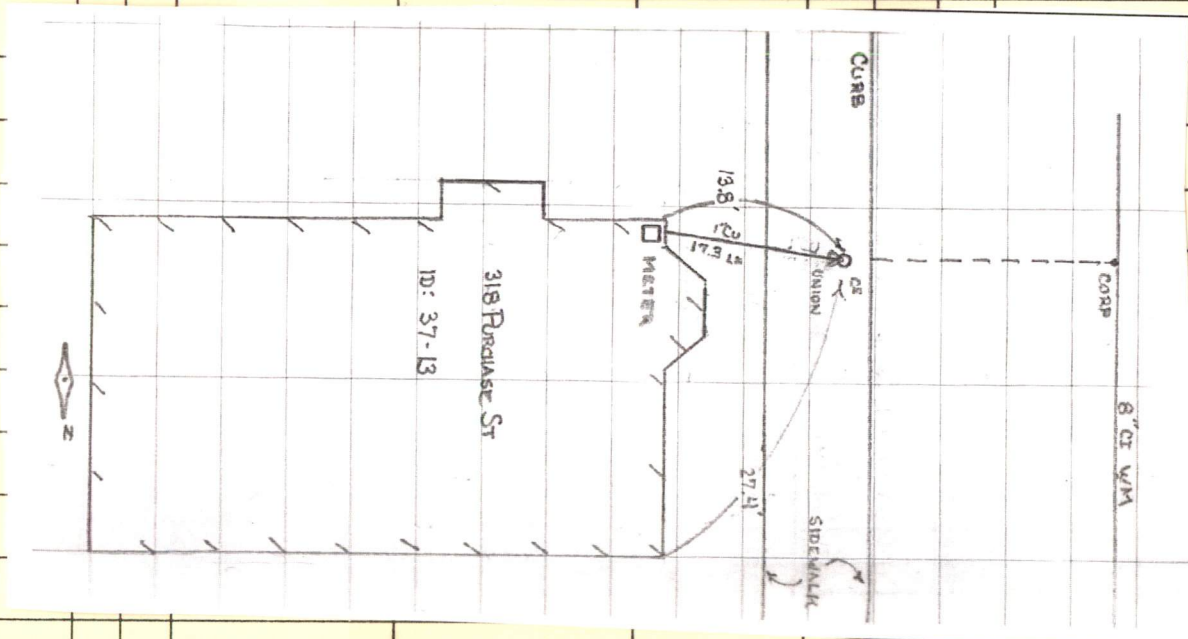 CURB
13.8'
1"CU
17.3 LF
UNION
CS
CORP
METER
318 PURCHASE ST
ID: 37-13
8" CI WM
27.4'
SIDEWALK
N